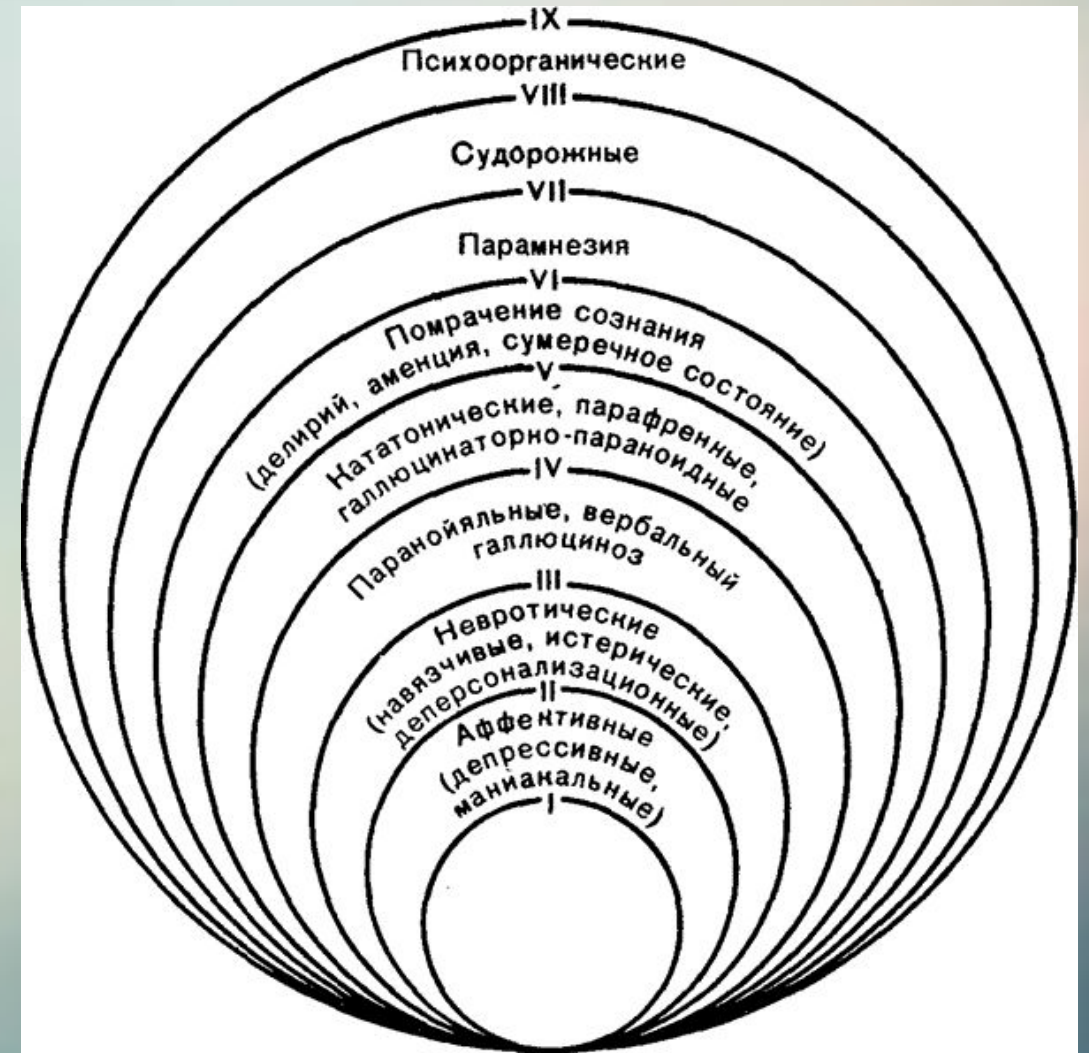 IX
Психоорганические
VIII
Судорожные
VII
Парамнезия
VI
Помрачение сознания
(делирий, аменция, сумеречное состояние)
V
Кататонические, парафренные,
галлюцинаторно-параноидные
IV
Паранойяльные, вербальный
галлюциноз
III
Невротические
(навязчивые, истерические,
деперсонализационные)
II
Аффективные
(депрессивные,
маниакальные)
I